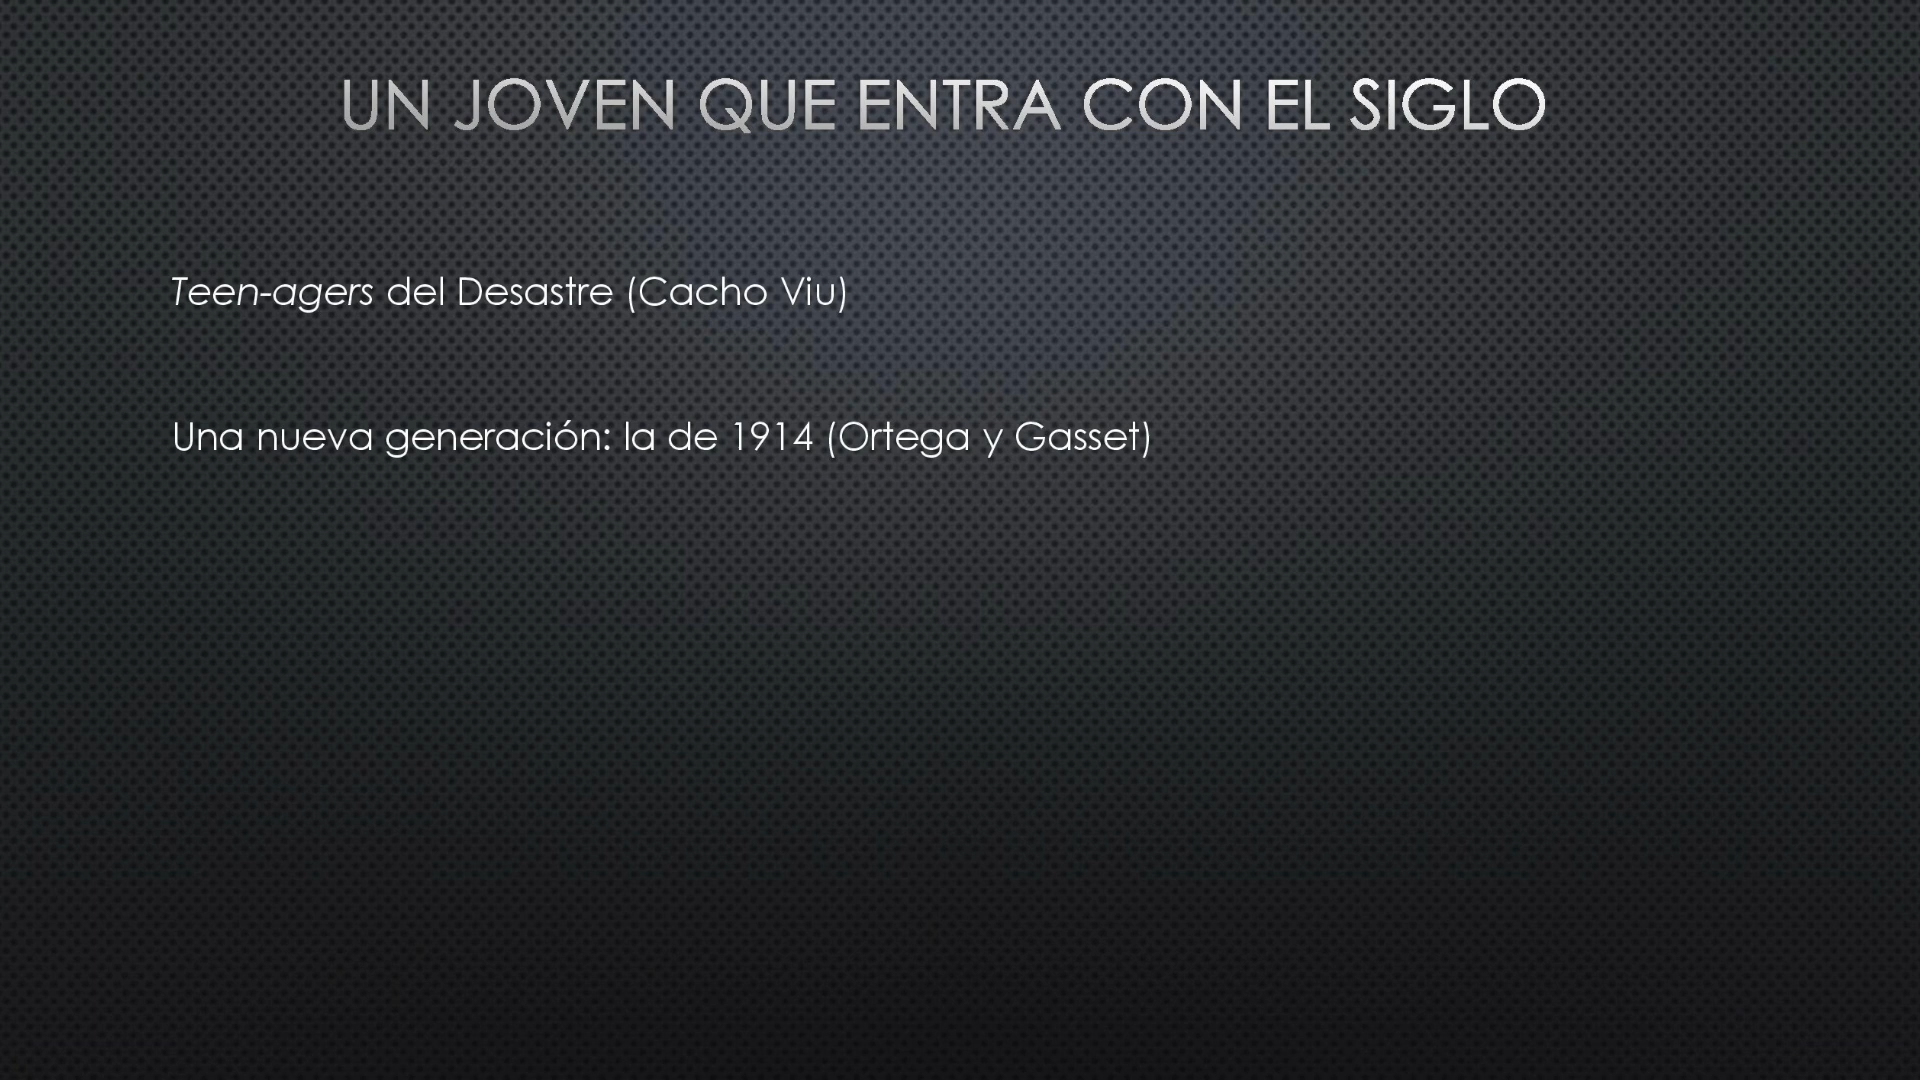 UN JOVEN QUE ENTRA CON EL SIGLO
Teen-agers del Desastre (Cacho Viu)
Una nueva generación: la de 1914 (Ortega y Gasset)